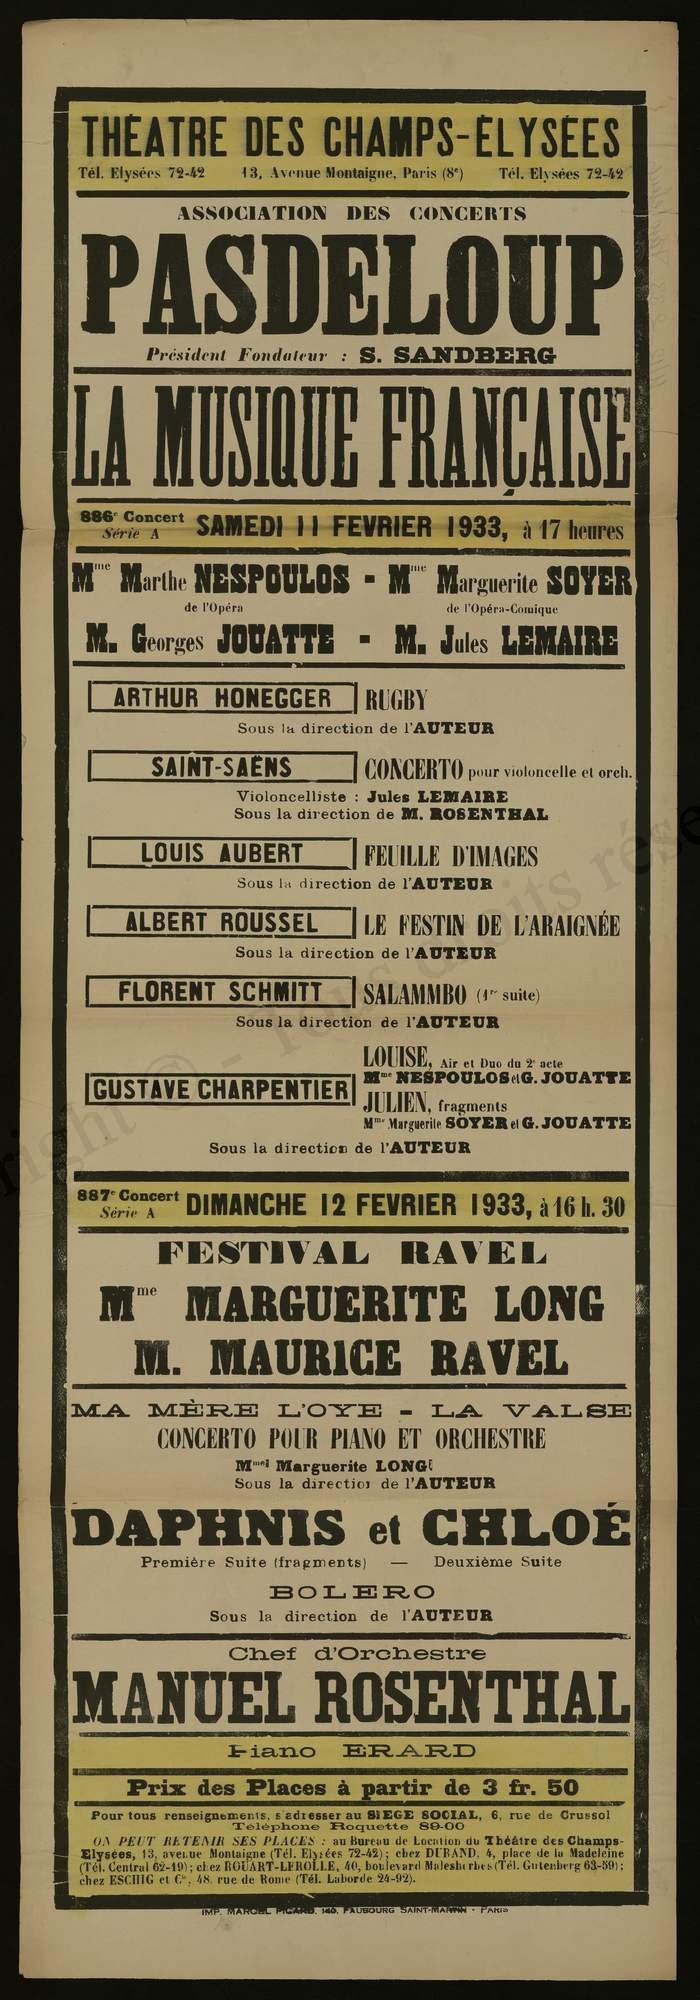 THÉATRE DES CHAMPS-ÉLYSÉES
Tél. Elysées 72-42 13, Avenue Montaigne, Paris (8e) Tél. Elysées 72-42
ASSOCIATION DES CONCERTS
PASDELOUP
Président Fondateur : S. SANDBERG
LA MUSIQUE FRANÇAISE
886e Concert
Série A
SAMEDI 11 FEVRIER 1933, à 17 heures
Mme Marthe NESPOULOS - Mme Marguerite SOYER
de l'Opéra de l'Opéra-Comique
M. Georges JOUATTE - M. Jules LEMAIRE
ARTHUR HONEGGER RUGBY
Sous la direction de l'AUTEUR
SAINT-SAËNS CONCERTO pour violoncelle et orch.
Violoncelliste : Jules LEMAIRE
Sous la direction de M. ROSENTHAL
LOUIS AUBERT FEUILLE D'IMAGES
Sous la direction de l'AUTEUR
ALBERT ROUSSEL LE FESTIN DE L'ARAIGNÉE
Sous la direction de l'AUTEUR
FLORENT SCHMITT SALAMMBO (1re suite)
Sous la direction de l'AUTEUR
GUSTAVE CHARPENTIER
LOUISE, Air et Duo du 2e acte
Mme NESPOULOS et G. JOUATTE
JULIEN, fragments
Mme Marguerite SOYER et G. JOUATTE
Sous la direction de l'AUTEUR
887e Concert
Série A
DIMANCHE 12 FEVRIER 1933, à 16 h. 30
FESTIVAL RAVEL
Mme MARGUERITE LONG
M. MAURICE RAVEL
MA MÈRE L'OYE - LA VALSE
CONCERTO POUR PIANO ET ORCHESTRE
Mme Marguerite LONG
Sous la direction de l'AUTEUR
DAPHNIS et CHLOÉ
Première Suite (fragments) — Deuxième Suite
BOLERO
Sous la direction de l'AUTEUR
Chef d'Orchestre
MANUEL ROSENTHAL
Piano ERARD
Prix des Places à partir de 3 fr. 50
Pour tous renseignements, s'adresser au SIEGE SOCIAL, 6, rue de Crussol
Téléphone Roquette 89-00
ON PEUT RETENIR SES PLACES : au Bureau de Location du Théâtre des Champs-
Elysées, 13, avenue Montaigne (Tél. Elysées 72-42) ; chez DURAND, 4, place de la Madeleine
(Tél. Central 62-19) ; chez ROUART-LEROLLE, 40, boulevard Malesherbes (Tél. Gutenberg 63-59) ;
chez ESCHIG et Cie, 48, rue de Rome (Tél. Laborde 24-92).
IMP. MARCEL PICARD, 140, FAUBOURG SAINT-MARTIN - PARIS
right © - Tous droits rése